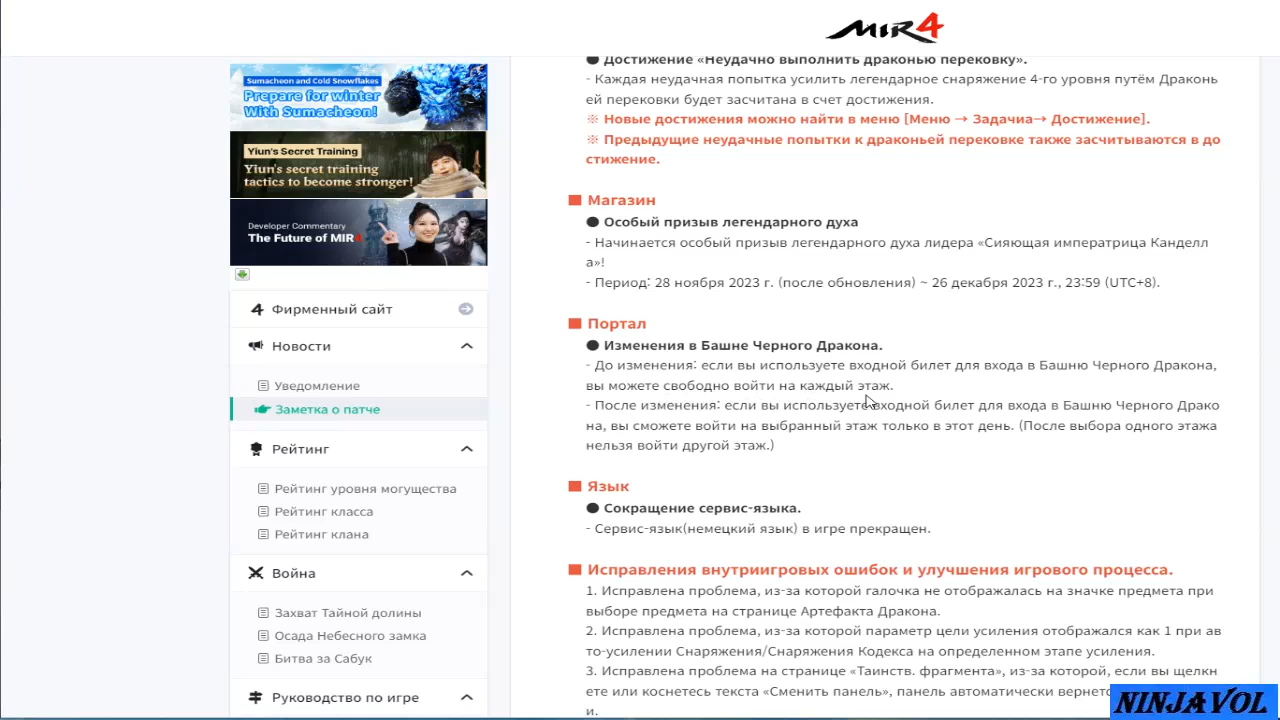 MIR4
Sumacheon and Cold Snowflakes
Prepare for winter
With Sumacheon!
Yiun's Secret Training
Yiun's secret training
tactics to become stronger!
Developer Commentary
The Future of MIR4
4 Фирменный сайт
Новости
Уведомление
Заметка о патче
Рейтинг
Рейтинг уровня могущества
Рейтинг класса
Рейтинг клана
Война
Захват Тайной долины
Осада Небесного замка
Битва за Сабук
Руководство по игре
● Достижение «Неудачно выполнить драконью перековку».
- Каждая неудачная попытка усилить легендарное снаряжение 4-го уровня путём Драконь
ей перековки будет засчитана в счет достижения.
※ Новые достижения можно найти в меню [Меню → Задачиа→ Достижение].
※ Предыдущие неудачные попытки к драконьей перековке также засчитываются в до
стижение.
■ Магазин
● Особый призыв легендарного духа
- Начинается особый призыв легендарного духа лидера «Сияющая императрица Канделл
а»!
- Период: 28 ноября 2023 г. (после обновления) ~ 26 декабря 2023 г., 23:59 (UTC+8).
■ Портал
● Изменения в Башне Черного Дракона.
- До изменения: если вы используете входной билет для входа в Башню Черного Дракона,
вы можете свободно войти на каждый этаж.
- После изменения: если вы используете входной билет для входа в Башню Черного Драко
на, вы сможете войти на выбранный этаж только в этот день. (После выбора одного этажа
нельзя войти другой этаж.)
■ Язык
● Сокращение сервис-языка.
- Сервис-язык(немецкий язык) в игре прекращен.
■ Исправления внутриигровых ошибок и улучшения игрового процесса.
1. Исправлена проблема, из-за которой галочка не отображалась на значке предмета при
выборе предмета на странице Артефакта Дракона.
2. Исправлена проблема, из-за которой параметр цели усиления отображался как 1 при ав
то-усилении Снаряжения/Снаряжения Кодекса на определенном этапе усиления.
3. Исправлена проблема на странице «Таинств. фрагмента», из-за которой, если вы щелкн
ете или коснетесь текста «Сменить панель», панель автоматически вернет
и.
NINJAVOL